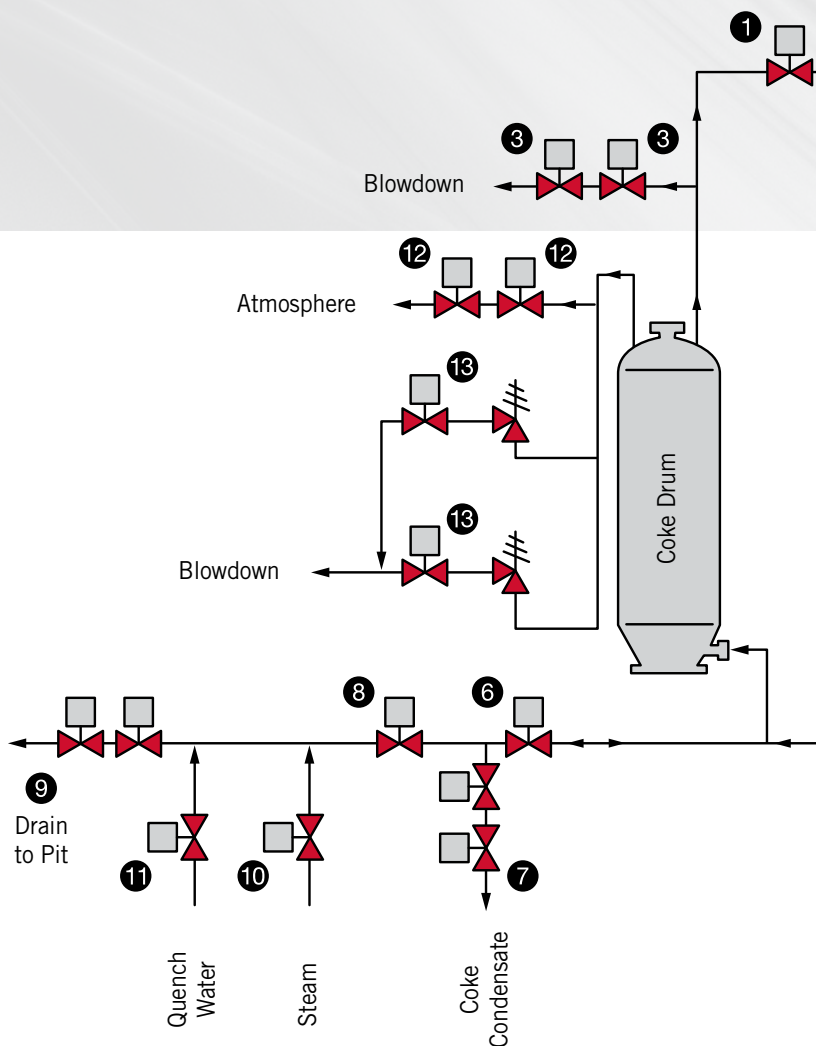 1
3
3
Blowdown
12
12
Atmosphere
13
Coke Drum
13
Blowdown
8
6
9
Drain
to Pit
11
10
7
Quench
Water
Steam
Coke
Condensate